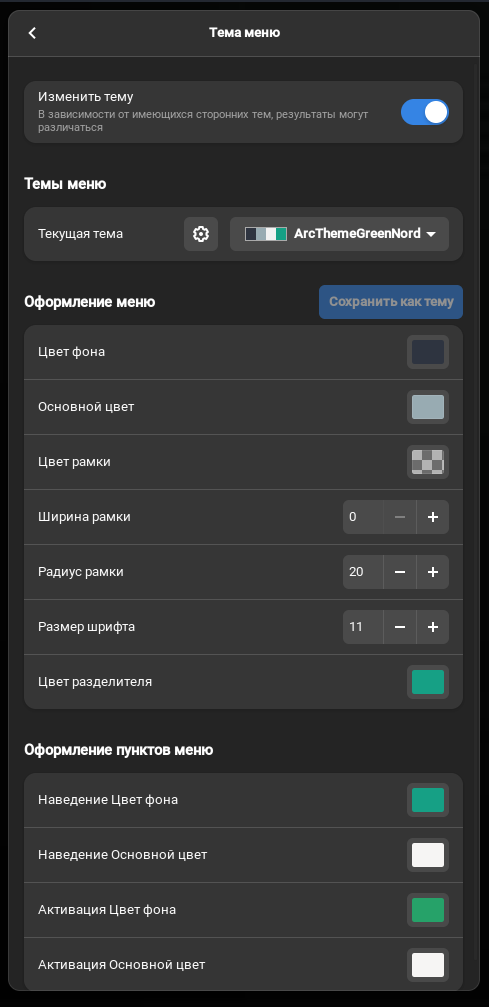 Тема меню
Изменить тему
В зависимости от имеющихся сторонних тем, результаты могут
различаться
Темы меню
Текущая тема
ArcThemeGreenNord
Оформление меню
Сохранить как тему
Цвет фона
Основной цвет
Цвет рамки
Ширина рамки
0
Радиус рамки
20
Размер шрифта
11
Цвет разделителя
Оформление пунктов меню
Наведение Цвет фона
Наведение Основной цвет
Активация Цвет фона
Активация Основной цвет